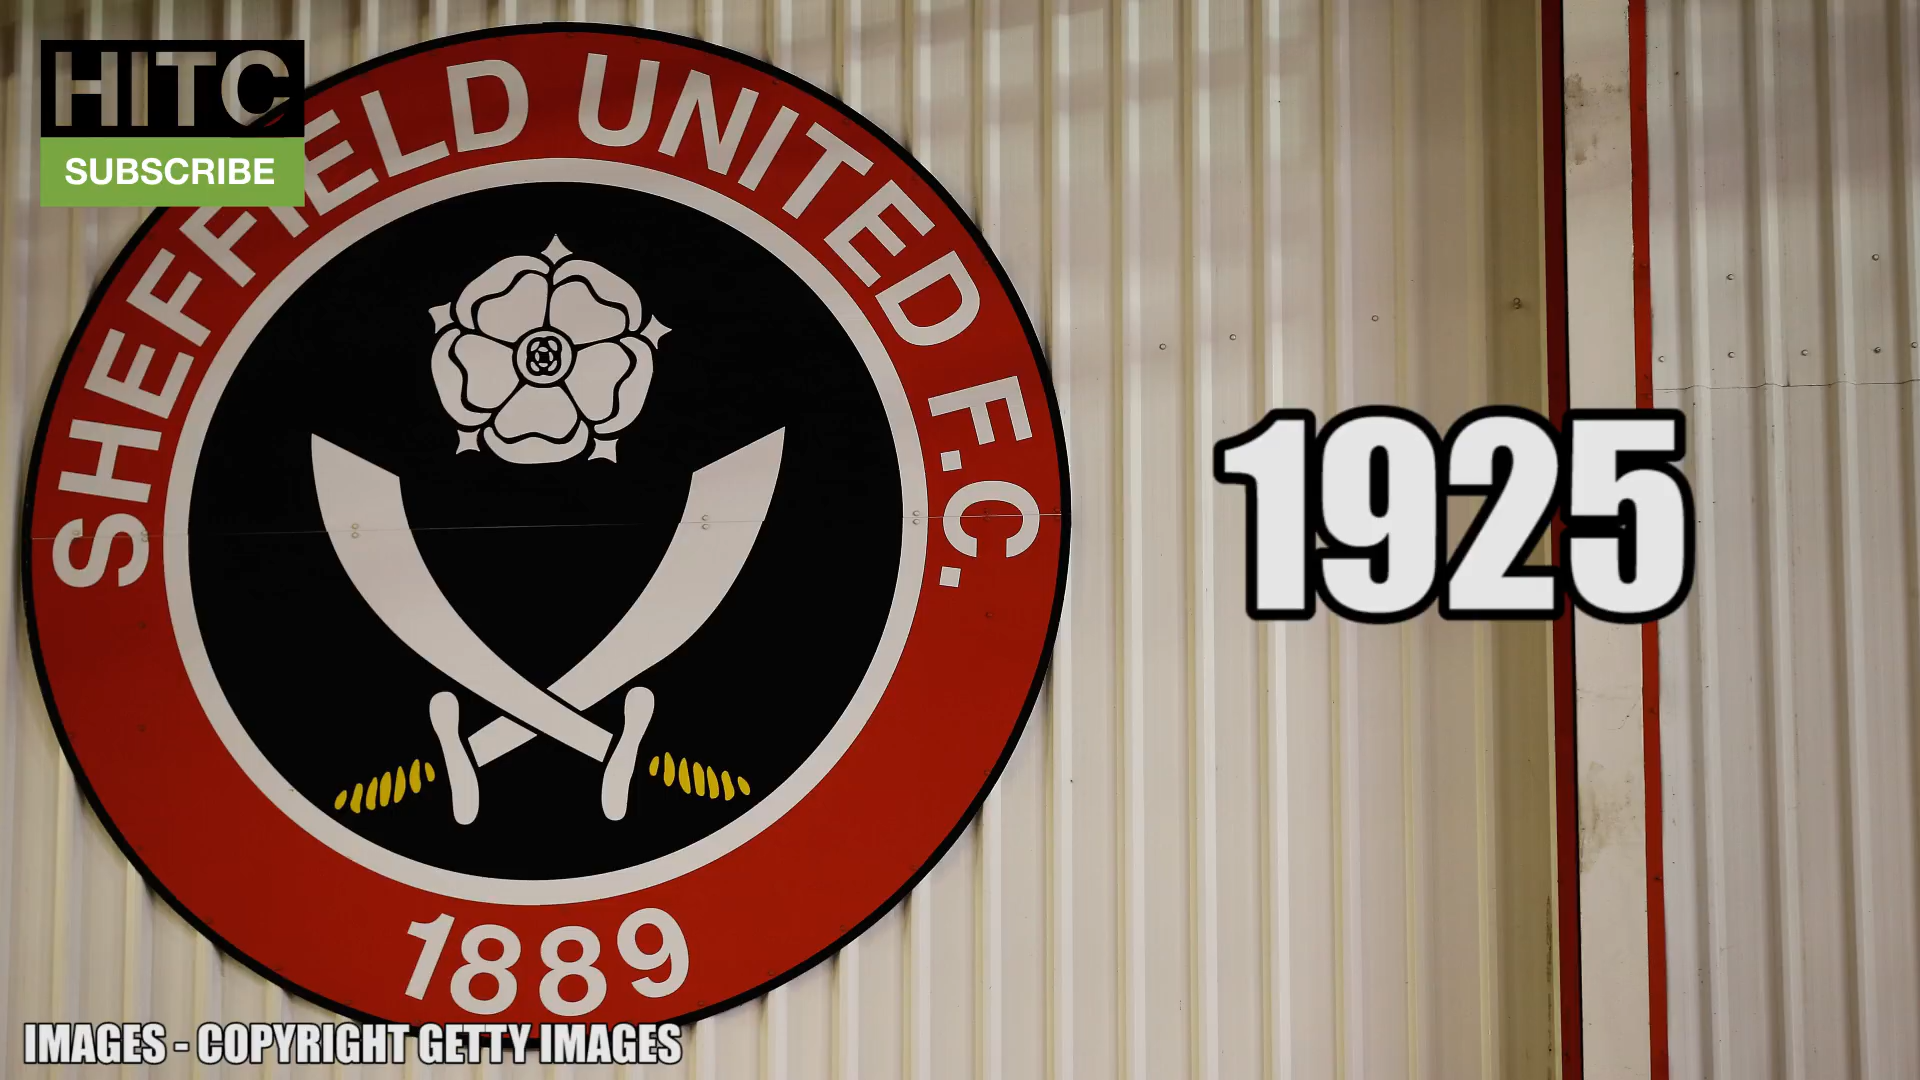 HITC
SUBSCRIBE
SHEFFIELD UNITED F.C.
1925
1889
IMAGES - COPYRIGHT GETTY IMAGES